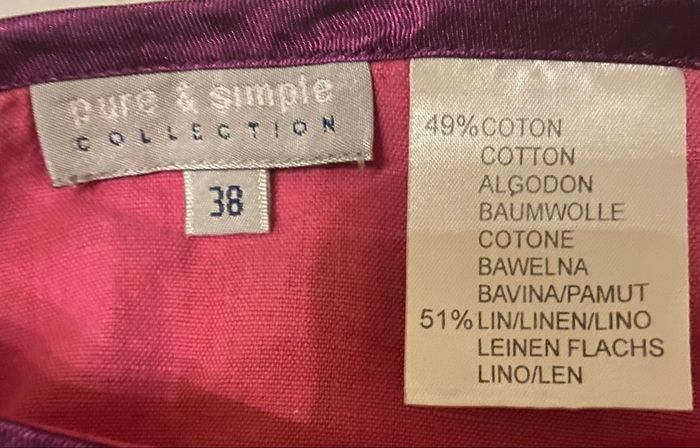 pure & simple
COLLECTION
38
49% COTON
COTTON
ALGODON
BAUMWOLLE
COTONE
BAWELNA
BAVINA/PAMUT
51% LIN/LINEN/LINO
LEINEN FLACHS
LINO/LEN